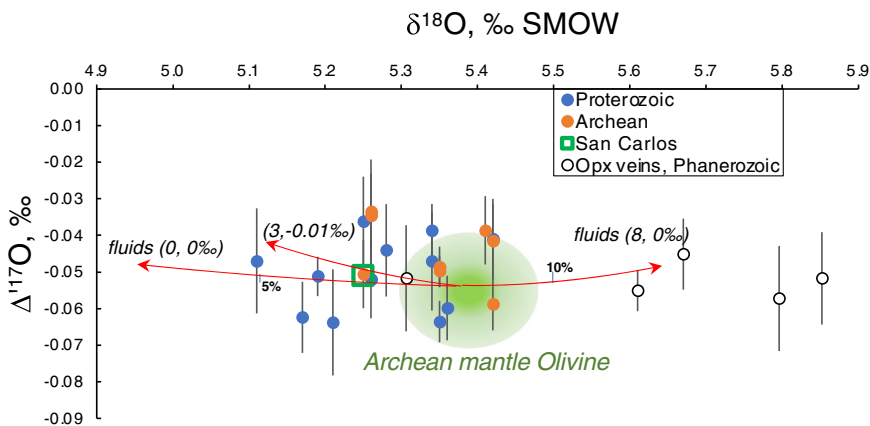 δ18O, ‰ SMOW
4.9 5.0 5.1 5.2 5.3 5.4 5.5 5.6 5.7 5.8 5.9
0.00
-0.01
-0.02
-0.03
-0.04
-0.05
-0.06
-0.07
-0.08
-0.09
Δ'17O, ‰
Proterozoic
Archean
San Carlos
Opx veins, Phanerozoic
(3,-0.01‰)
fluids (0, 0‰)
fluids (8, 0‰)
5%
10%
Archean mantle Olivine